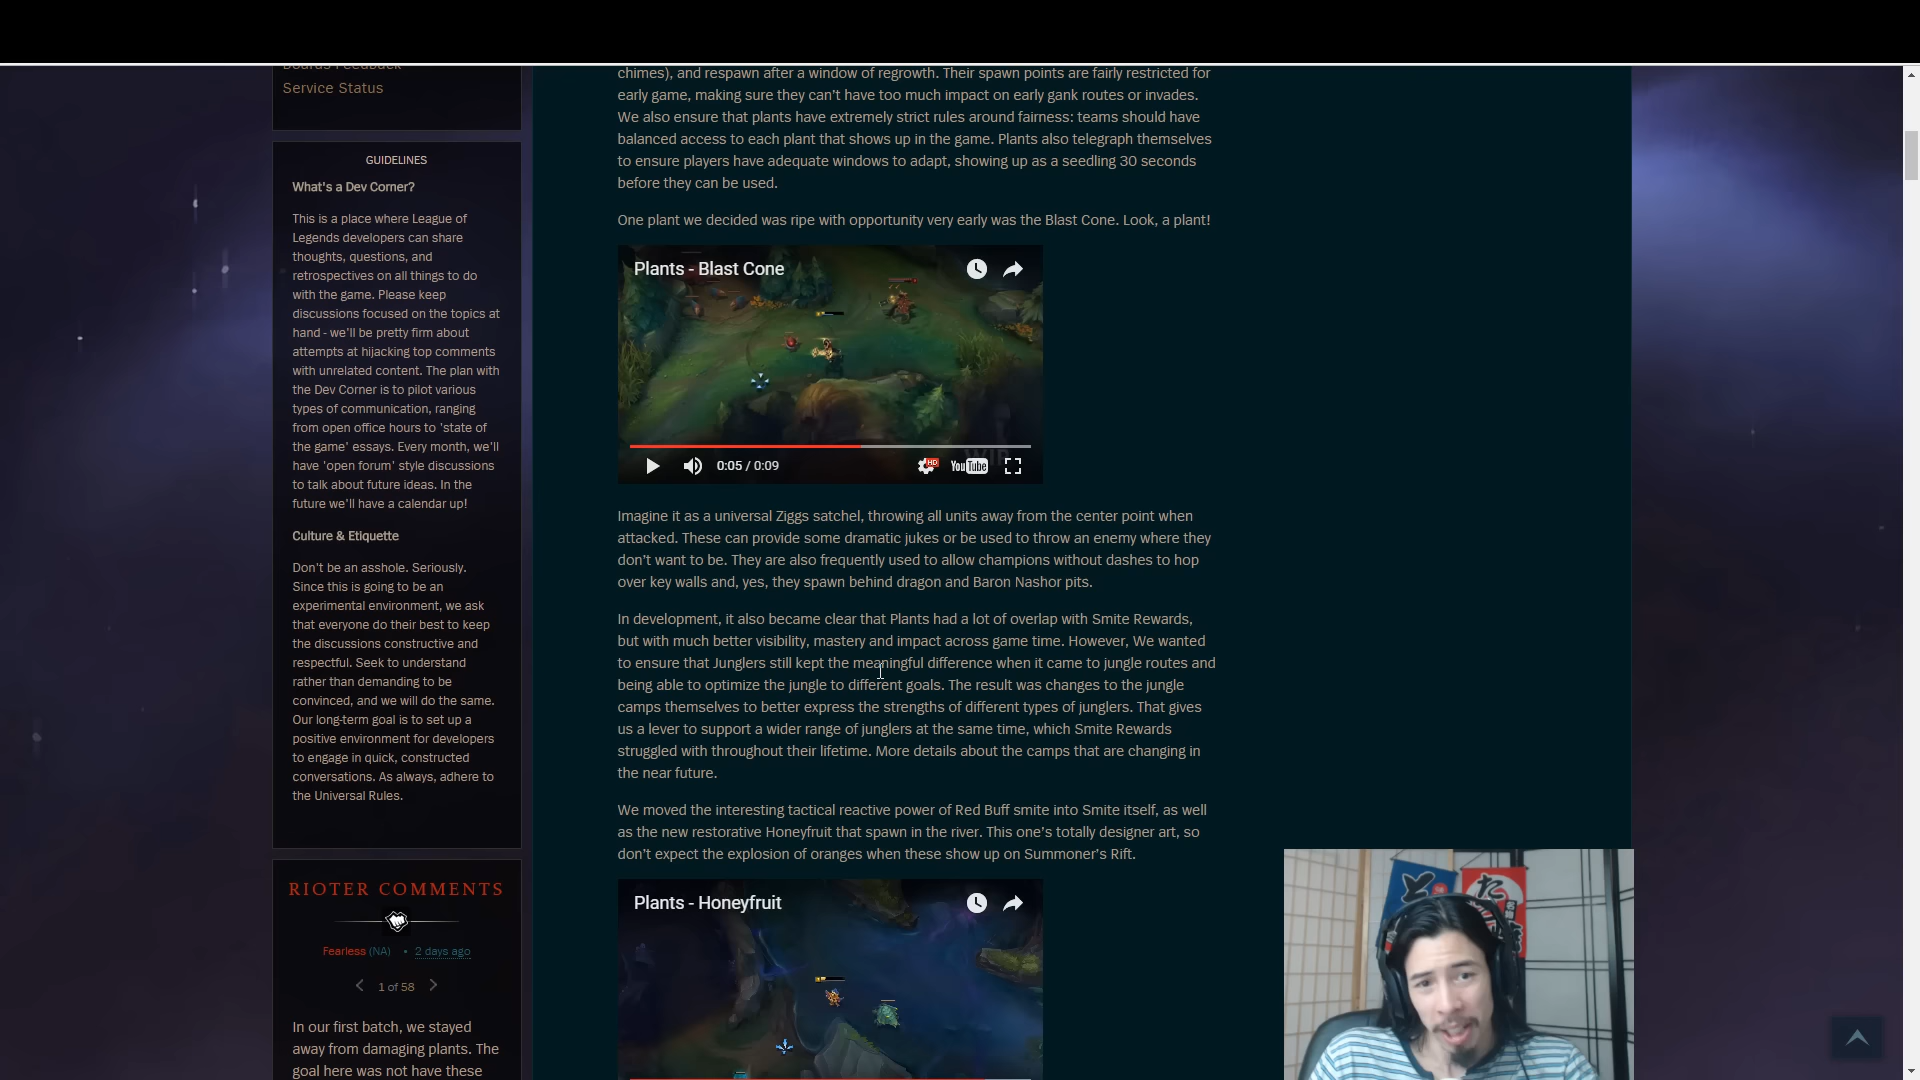 Boards Feedback
Service Status
GUIDELINES
What's a Dev Corner?
This is a place where League of
Legends developers can share
thoughts, questions, and
retrospectives on all things to do
with the game. Please keep
discussions focused on the topics at
hand - we'll be pretty firm about
attempts at hijacking top comments
with unrelated content. The plan with
the Dev Corner is to pilot various
types of communication, ranging
from open office hours to 'state of
the game' essays. Every month, we'll
have 'open forum' style discussions
to talk about future ideas. In the
future we'll have a calendar up!
Culture & Etiquette
Don't be an asshole. Seriously.
Since this is going to be an
experimental environment, we ask
that everyone do their best to keep
the discussions constructive and
respectful. Seek to understand
rather than demanding to be
convinced, and we will do the same.
Our long-term goal is to set up a
positive environment for developers
to engage in quick, constructed
conversations. As always, adhere to
the Universal Rules.
RIOTER COMMENTS
Fearless (NA) • 2 days ago
1 of 58
In our first batch, we stayed
away from damaging plants. The
goal here was not have these
chimes), and respawn after a window of regrowth. Their spawn points are fairly restricted for
early game, making sure they can't have too much impact on early gank routes or invades.
We also ensure that plants have extremely strict rules around fairness: teams should have
balanced access to each plant that shows up in the game. Plants also telegraph themselves
to ensure players have adequate windows to adapt, showing up as a seedling 30 seconds
before they can be used.
One plant we decided was ripe with opportunity very early was the Blast Cone. Look, a plant!
Plants - Blast Cone
0:05 / 0:09
HD
YouTube
Imagine it as a universal Ziggs satchel, throwing all units away from the center point when
attacked. These can provide some dramatic jukes or be used to throw an enemy where they
don't want to be. They are also frequently used to allow champions without dashes to hop
over key walls and, yes, they spawn behind dragon and Baron Nashor pits.
In development, it also became clear that Plants had a lot of overlap with Smite Rewards,
but with much better visibility, mastery and impact across game time. However, We wanted
to ensure that Junglers still kept the meaningful difference when it came to jungle routes and
being able to optimize the jungle to different goals. The result was changes to the jungle
camps themselves to better express the strengths of different types of junglers. That gives
us a lever to support a wider range of junglers at the same time, which Smite Rewards
struggled with throughout their lifetime. More details about the camps that are changing in
the near future.
We moved the interesting tactical reactive power of Red Buff smite into Smite itself, as well
as the new restorative Honeyfruit that spawn in the river. This one's totally designer art, so
don't expect the explosion of oranges when these show up on Summoner's Rift.
Plants - Honeyfruit